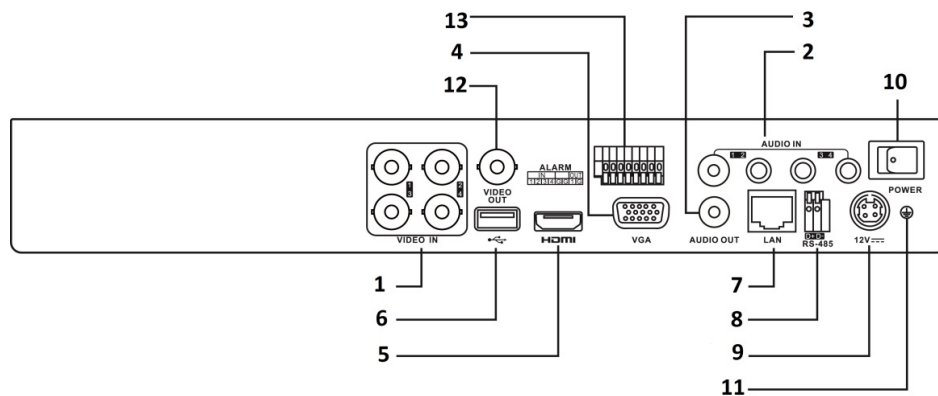 13
3
4
2
12
10
AUDIO IN
1 2
3 4
ALARM
IN OUT
1 2 3 4 G G 1 G
VIDEO OUT
POWER
VIDEO IN
HDMI
VGA
AUDIO OUT
LAN
D+ D-
RS-485
12V
1
7
6
8
5
9
11